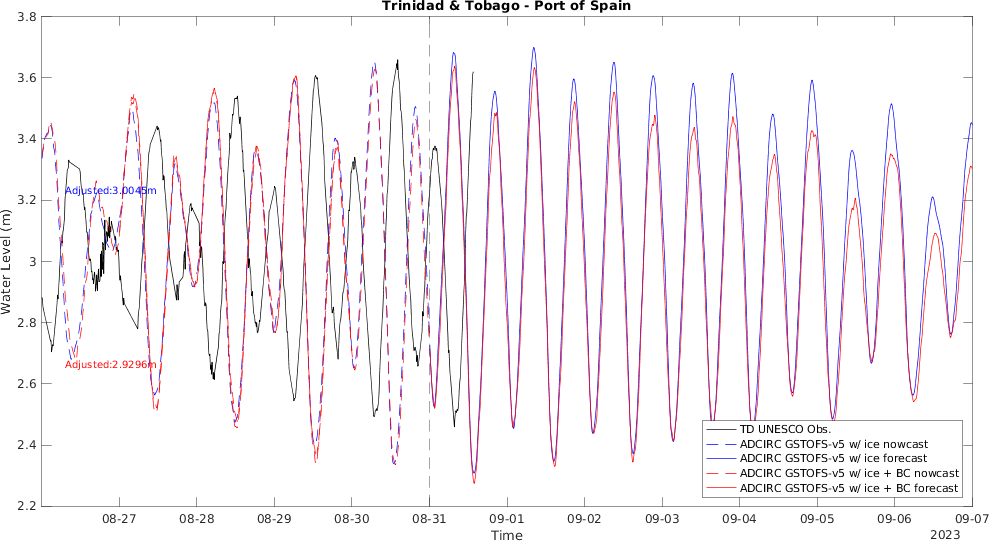 Trinidad & Tobago - Port of Spain
3.8
3.6
3.4
3.2
3
2.8
2.6
2.4
2.2
Water Level (m)
Adjusted:3.0045m
Adjusted:2.9296m
TD UNESCO Obs.
ADCIRC GSTOFS-v5 w/ ice nowcast
ADCIRC GSTOFS-v5 w/ ice forecast
ADCIRC GSTOFS-v5 w/ ice + BC nowcast
ADCIRC GSTOFS-v5 w/ ice + BC forecast
08-27 08-28 08-29 08-30 08-31 09-01 09-02 09-03 09-04 09-05 09-06 09-07
Time
2023